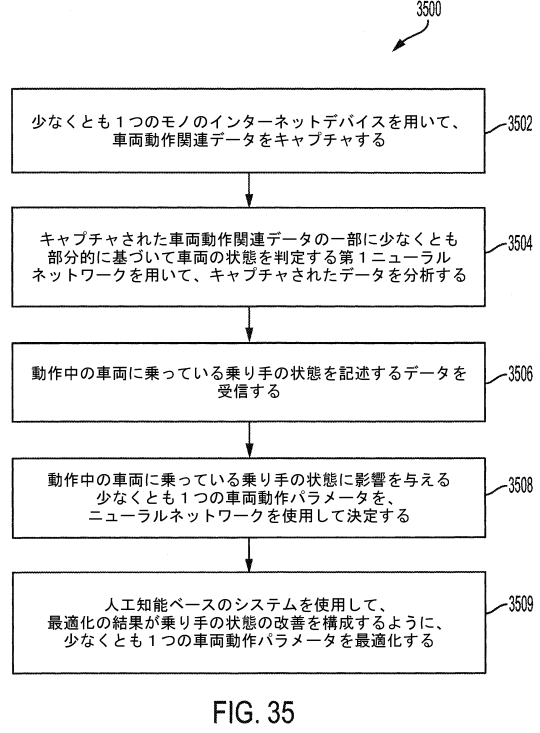 3500
少なくとも１つのモノのインターネットデバイスを用いて、
車両動作関連データをキャプチャする
3502
キャプチャされた車両動作関連データの一部に少なくとも
部分的に基づいて車両の状態を判定する第１ニューラル
ネットワークを用いて、キャプチャされたデータを分析する
3504
動作中の車両に乗っている乗り手の状態を記述するデータを
受信する
3506
動作中の車両に乗っている乗り手の状態に影響を与える
少なくとも１つの車両動作パラメータを、
ニューラルネットワークを使用して決定する
3508
人工知能ベースのシステムを使用して、
最適化の結果が乗り手の状態の改善を構成するように、
少なくとも１つの車両動作パラメータを最適化する
3509
FIG. 35